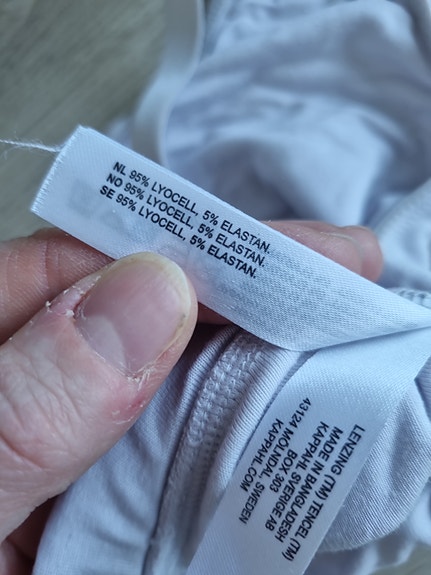 NL 95% LYOCELL, 5% ELASTAN.
NO 95% LYOCELL, 5% ELASTAN.
SE 95% LYOCELL, 5% ELASTAN.
LENZING (TM) TENCEL (TM)
MADE IN BANGLADESH
KAPPAHL SVERIGE AB
BOX 303
43124 MÖLNDAL, SWEDEN
KAPPAHL.COM